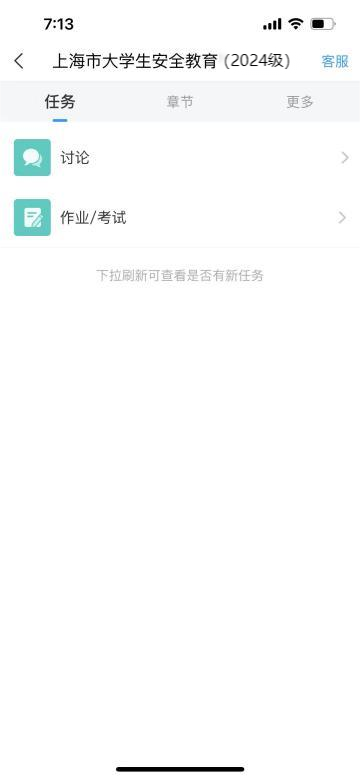 7:13
上海市大学生安全教育（2024级）
客服
任务
章节
更多
讨论
作业/考试
下拉刷新可查看是否有新任务